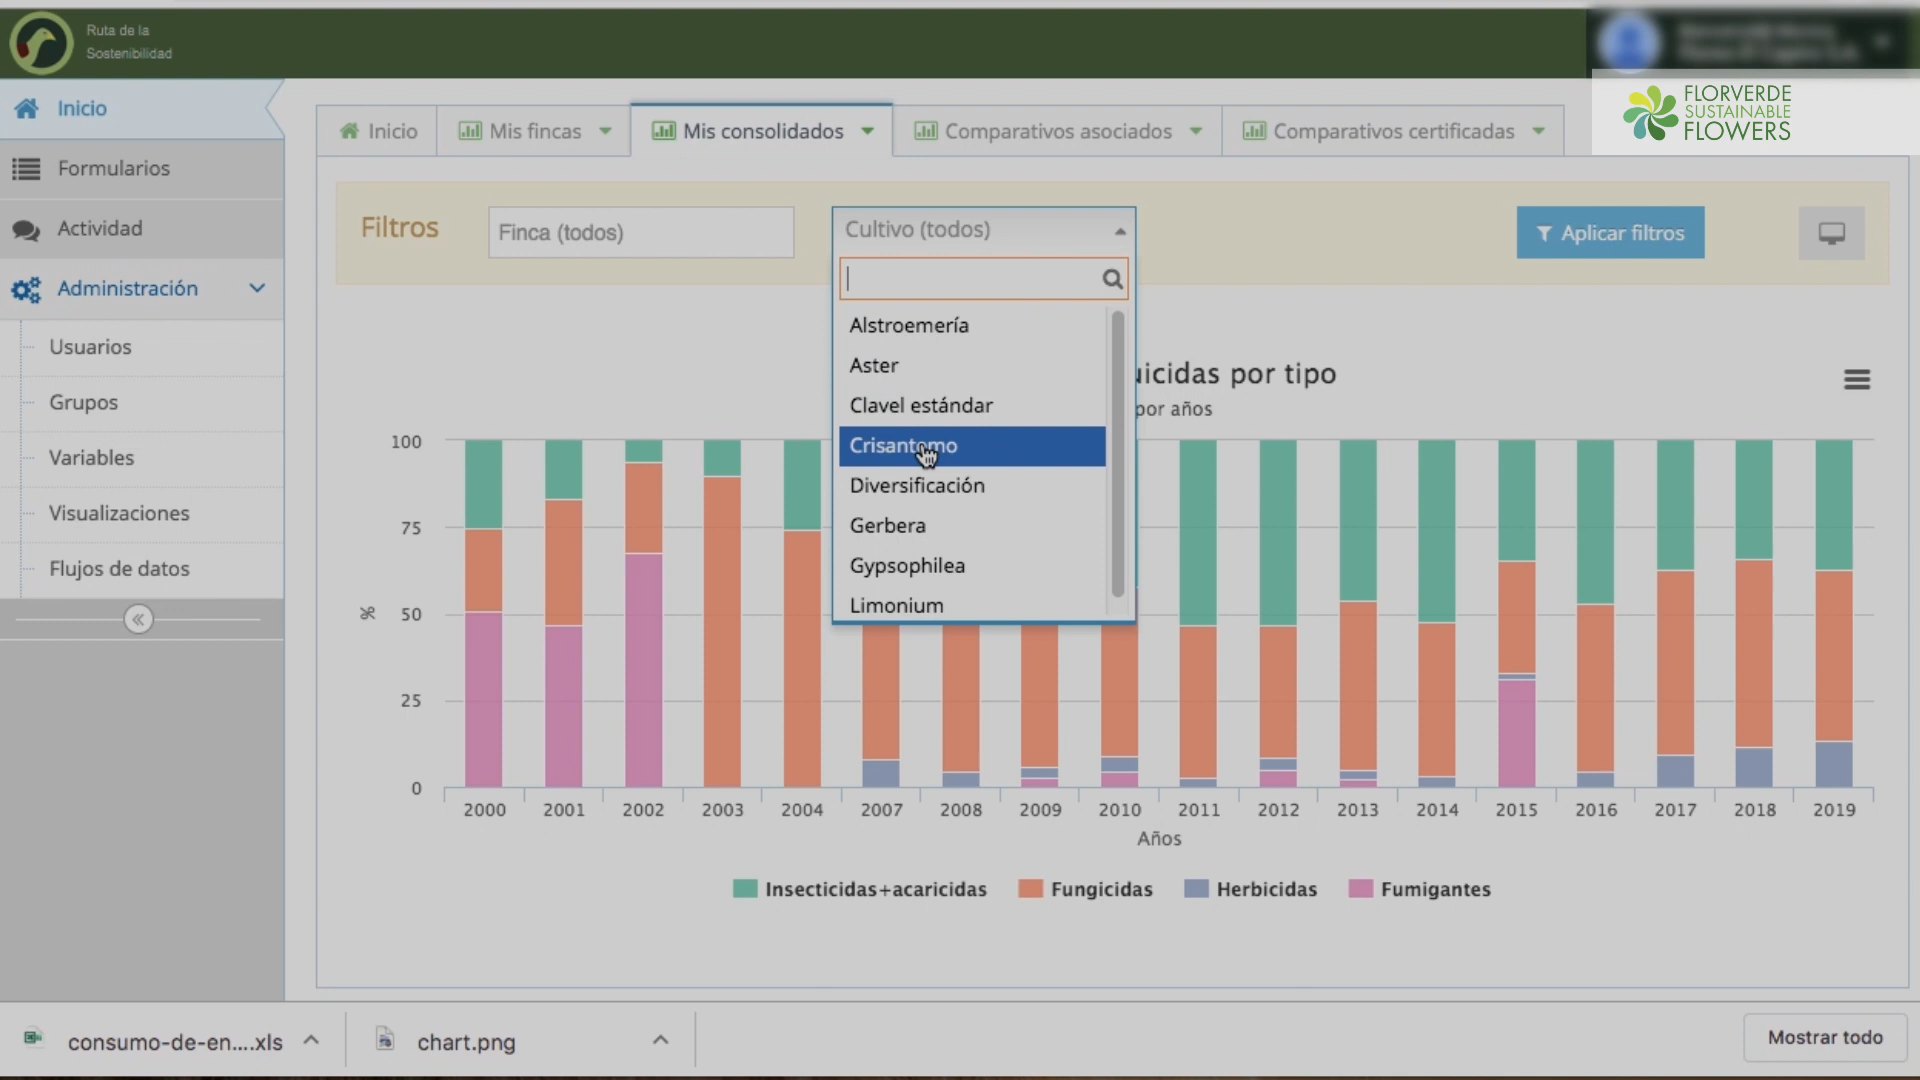 Ruta de la
Sostenibilidad
FLORVERDE
SUSTAINABLE
FLOWERS
Inicio
Formularios
Actividad
Administración
Usuarios
Grupos
Variables
Visualizaciones
Flujos de datos
Inicio
Mis fincas
Mis consolidados
Comparativos asociados
Comparativos certificadas
Filtros
Finca (todos)
Cultivo (todos)
Aplicar filtros
Alstroemería
Aster
Clavel estándar
Crisantemo
Diversificación
Gerbera
Gypsophilea
Limonium
uicidas por tipo
por años
100
75
50
25
0
%
2000 2001 2002 2003 2004 2007 2008 2009 2010 2011 2012 2013 2014 2015 2016 2017 2018 2019
Años
Insecticidas+acaricidas Fungicidas Herbicidas Fumigantes
consumo-de-en....xls
chart.png
Mostrar todo